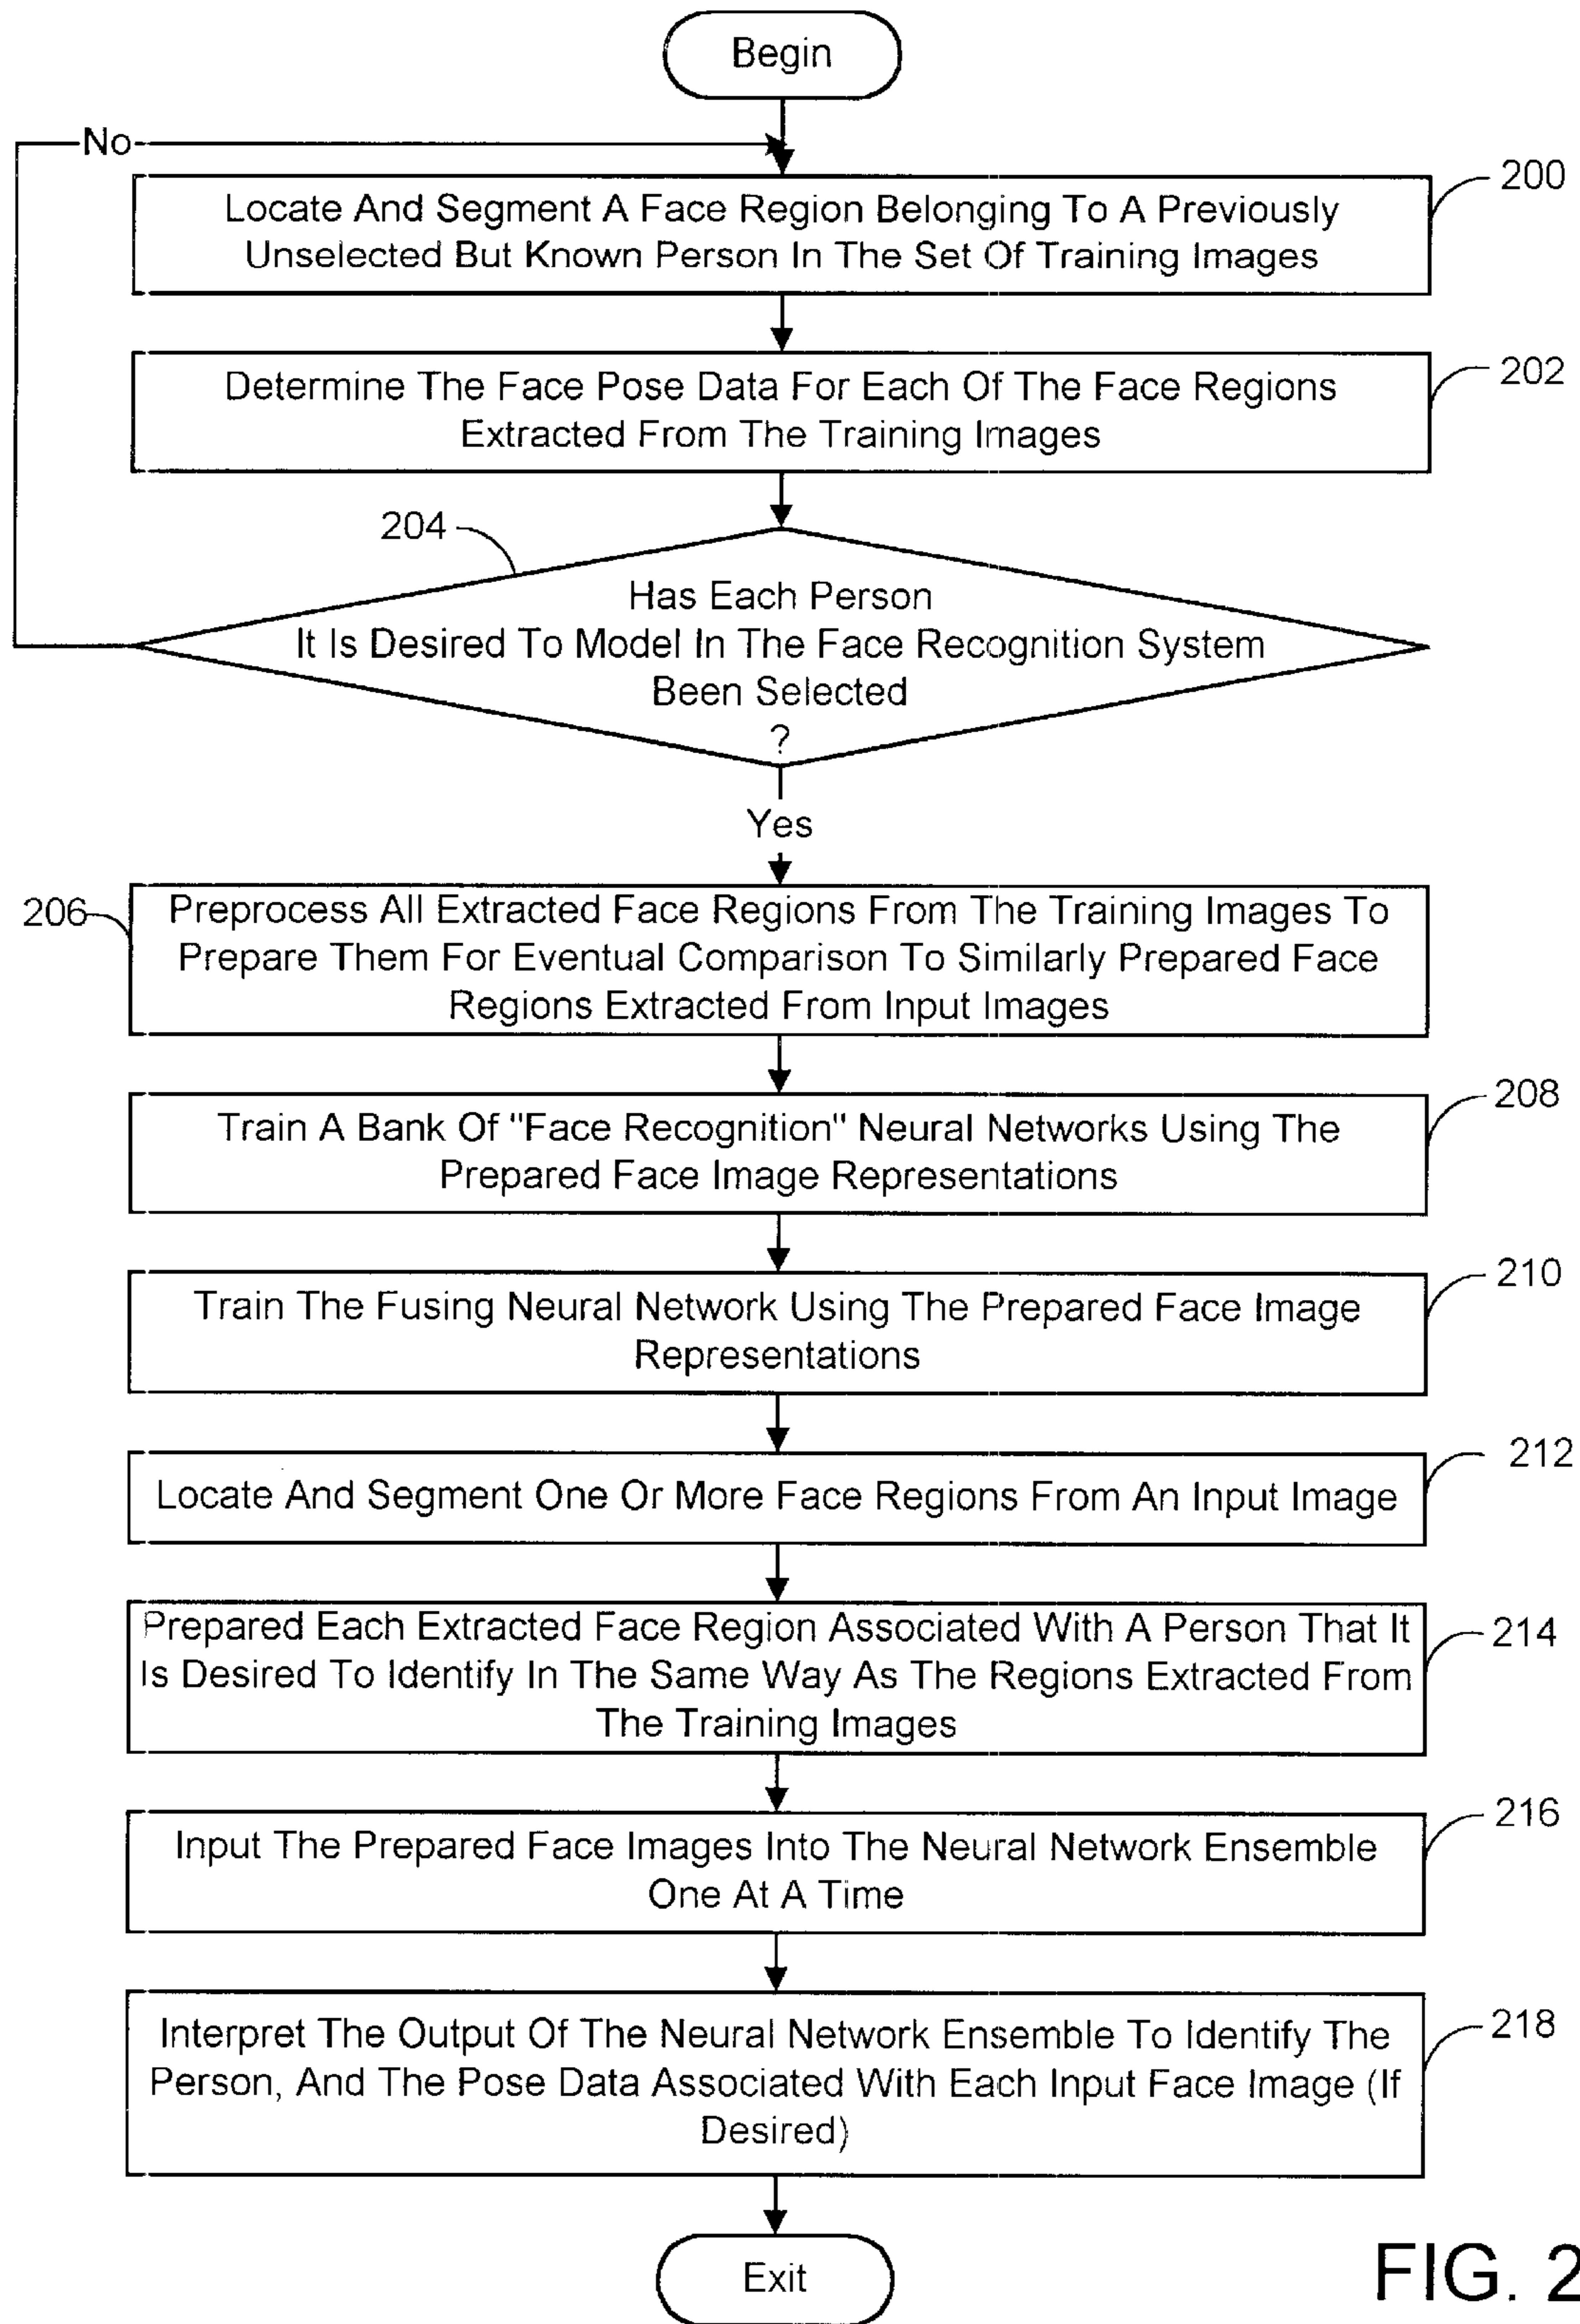 Begin
No
200
Locate And Segment A Face Region Belonging To A Previously
Unselected But Known Person In The Set Of Training Images
202
Determine The Face Pose Data For Each Of The Face Regions
Extracted From The Training Images
204
Has Each Person
It Is Desired To Model In The Face Recognition System
Been Selected
?
Yes
206
Preprocess All Extracted Face Regions From The Training Images To
Prepare Them For Eventual Comparison To Similarly Prepared Face
Regions Extracted From Input Images
208
Train A Bank Of "Face Recognition" Neural Networks Using The
Prepared Face Image Representations
210
Train The Fusing Neural Network Using The Prepared Face Image
Representations
212
Locate And Segment One Or More Face Regions From An Input Image
214
Prepared Each Extracted Face Region Associated With A Person That It
Is Desired To Identify In The Same Way As The Regions Extracted From
The Training Images
216
Input The Prepared Face Images Into The Neural Network Ensemble
One At A Time
218
Interpret The Output Of The Neural Network Ensemble To Identify The
Person, And The Pose Data Associated With Each Input Face Image (If
Desired)
Exit
FIG. 2